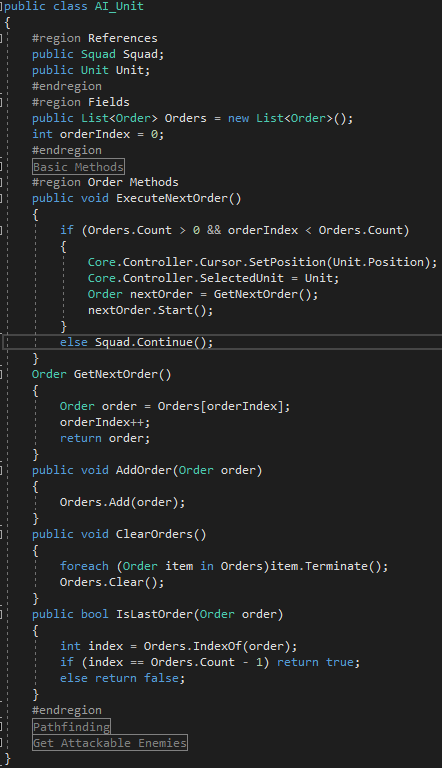 public class AI_Unit
{
#region References
public Squad Squad;
public Unit Unit;
#endregion
#region Fields
public List<Order> Orders = new List<Order>();
int orderIndex = 0;
#endregion
Basic Methods
#region Order Methods
public void ExecuteNextOrder()
{
if (Orders.Count > 0 && orderIndex < Orders.Count)
{
Core.Controller.Cursor.SetPosition(Unit.Position);
Core.Controller.SelectedUnit = Unit;
Order nextOrder = GetNextOrder();
nextOrder.Start();
}
else Squad.Continue();
}
Order GetNextOrder()
{
Order order = Orders[orderIndex];
orderIndex++;
return order;
}
public void AddOrder(Order order)
{
Orders.Add(order);
}
public void ClearOrders()
{
foreach (Order item in Orders)item.Terminate();
Orders.Clear();
}
public bool IsLastOrder(Order order)
{
int index = Orders.IndexOf(order);
if (index == Orders.Count - 1) return true;
else return false;
}
#endregion
Pathfinding
Get Attackable Enemies
}